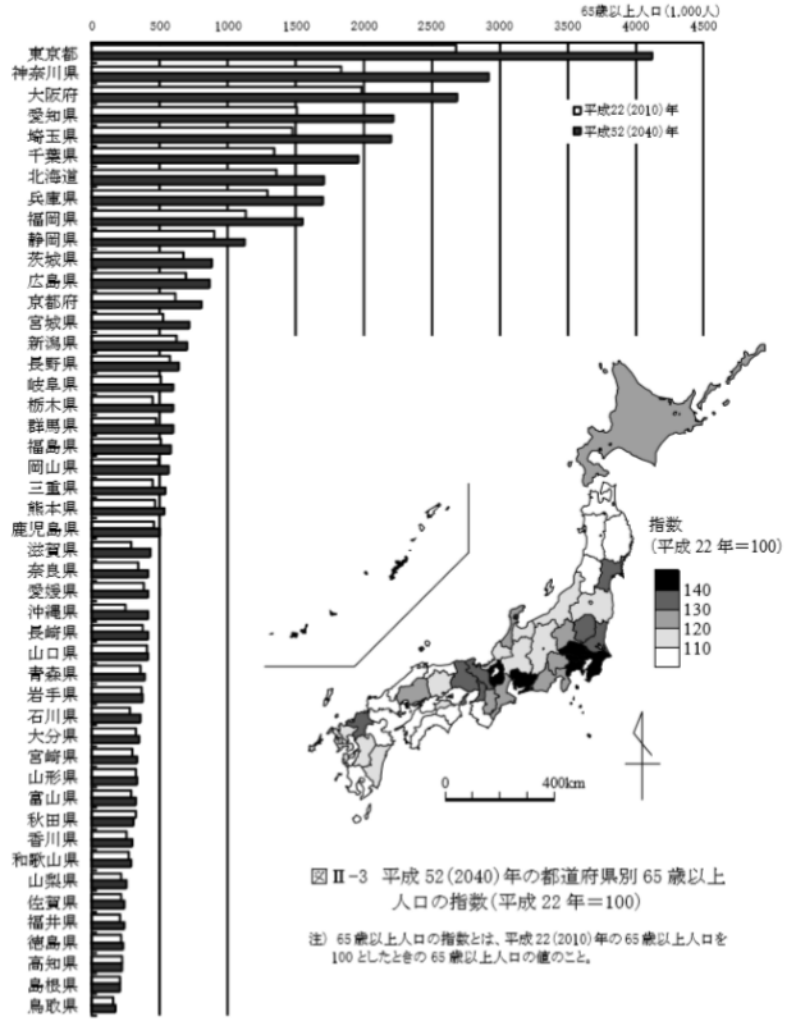 65歳以上人口(1,000人)
0 500 1000 1500 2000 2500 3000 3500 4000 4500
東京都
神奈川県
大阪府
愛知県
埼玉県
千葉県
北海道
兵庫県
福岡県
静岡県
茨城県
広島県
京都府
宮城県
新潟県
長野県
岐阜県
栃木県
群馬県
福島県
岡山県
三重県
熊本県
鹿児島県
滋賀県
奈良県
愛媛県
沖縄県
長崎県
山口県
青森県
岩手県
石川県
大分県
宮崎県
山形県
富山県
秋田県
香川県
和歌山県
山梨県
佐賀県
福井県
徳島県
高知県
島根県
鳥取県
平成22(2010)年
平成52(2040)年
指数
(平成 22 年=100)
140
130
120
110
0 400km
図Ⅱ-3 平成 52(2040)年の都道府県別 65 歳以上
人口の指数(平成 22 年=100)
注) 65歳以上人口の指数とは、平成22(2010)年の65歳以上人口を
100としたときの65歳以上人口の値のこと。